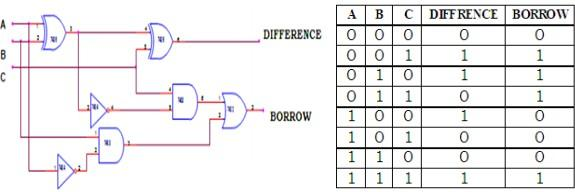 A
B
C
DIFFERENCE
BORROW
A B C DIFFRENCE BORROW
0 0 0 0 0
0 0 1 1 1
0 1 0 1 1
0 1 1 0 1
1 0 0 1 0
1 0 1 0 0
1 1 0 0 0
1 1 1 1 1